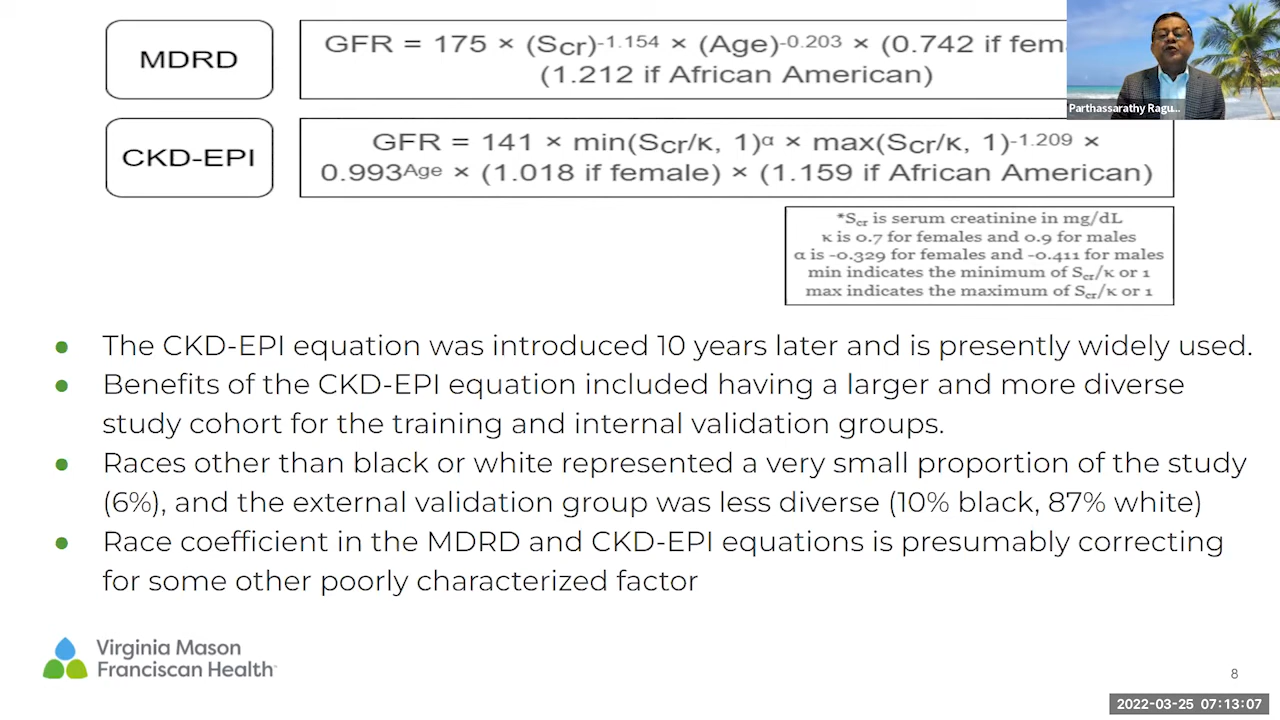 MDRD
GFR = 175 × (Scr)-1.154 × (Age)-0.203 × (0.742 if fem
(1.212 if African American)
Parthassarathy Ragu...
CKD-EPI
GFR = 141 × min(Scr/κ, 1)α × max(Scr/κ, 1)-1.209 ×
0.993Age × (1.018 if female) × (1.159 if African American)
*Scr is serum creatinine in mg/dL
κ is 0.7 for females and 0.9 for males
α is -0.329 for females and -0.411 for males
min indicates the minimum of Scr/κ or 1
max indicates the maximum of Scr/κ or 1
● The CKD-EPI equation was introduced 10 years later and is presently widely used.
● Benefits of the CKD-EPI equation included having a larger and more diverse
study cohort for the training and internal validation groups.
● Races other than black or white represented a very small proportion of the study
(6%), and the external validation group was less diverse (10% black, 87% white)
● Race coefficient in the MDRD and CKD-EPI equations is presumably correcting
for some other poorly characterized factor
Virginia Mason
Franciscan Health
8
2022-03-25 07:13:07